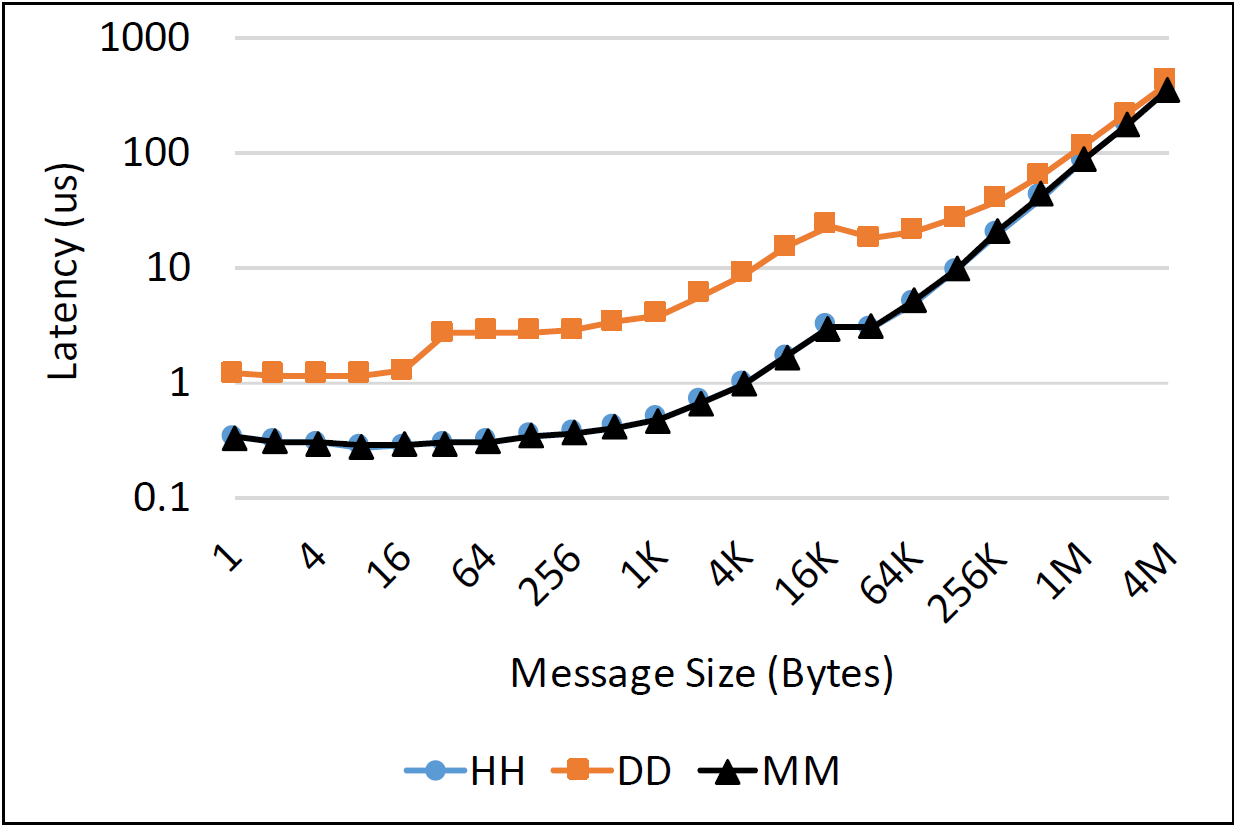 1000
100
10
1
0.1
Latency (us)
1 4 16 64 256 1K 4K 16K 64K 256K 1M 4M
Message Size (Bytes)
HH DD MM